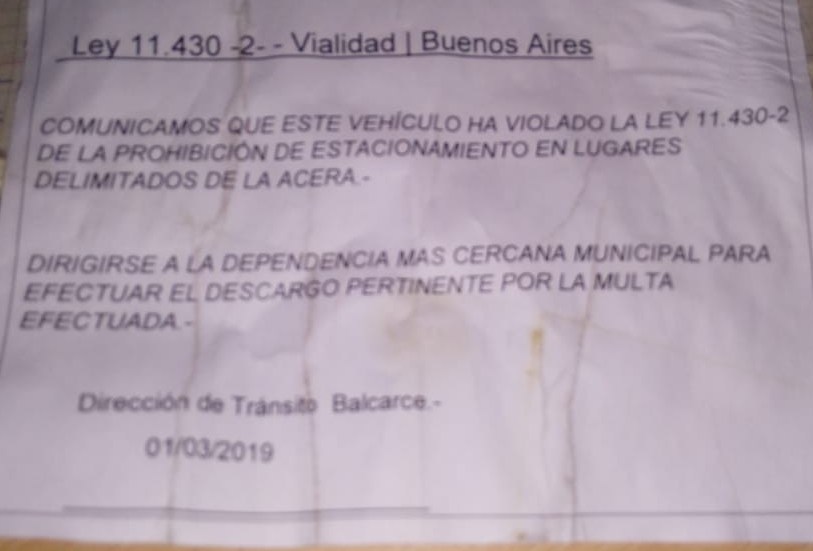 Ley 11.430 -2- - Vialidad | Buenos Aires
COMUNICAMOS QUE ESTE VEHÍCULO HA VIOLADO LA LEY 11.430-2
DE LA PROHIBICIÓN DE ESTACIONAMIENTO EN LUGARES
DELIMITADOS DE LA ACERA.-
DIRIGIRSE A LA DEPENDENCIA MAS CERCANA MUNICIPAL PARA
EFECTUAR EL DESCARGO PERTINENTE POR LA MULTA
EFECTUADA.-
Dirección de Tránsito Balcarce.-
01/03/2019